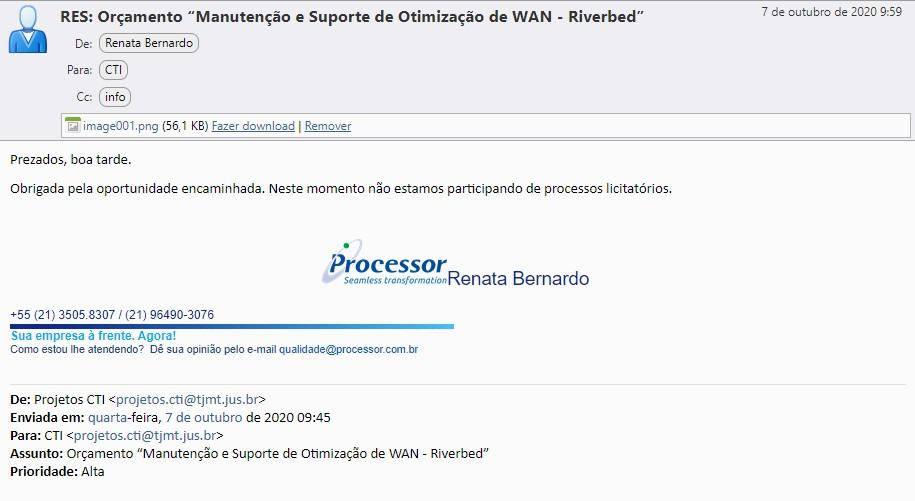 RES: Orçamento “Manutenção e Suporte de Otimização de WAN - Riverbed”
7 de outubro de 2020 9:59
De: Renata Bernardo
Para: CTI
Cc: info
image001.png (56,1 KB) Fazer download | Remover
Prezados, boa tarde.
Obrigada pela oportunidade encaminhada. Neste momento não estamos participando de processos licitatórios.
Processor
Seamless transformation
Renata Bernardo
+55 (21) 3505.8307 / (21) 96490-3076
Sua empresa à frente. Agora!
Como estou lhe atendendo? Dê sua opinião pelo e-mail qualidade@processor.com.br
De: Projetos CTI <projetos.cti@tjmt.jus.br>
Enviada em: quarta-feira, 7 de outubro de 2020 09:45
Para: CTI <projetos.cti@tjmt.jus.br>
Assunto: Orçamento “Manutenção e Suporte de Otimização de WAN - Riverbed”
Prioridade: Alta